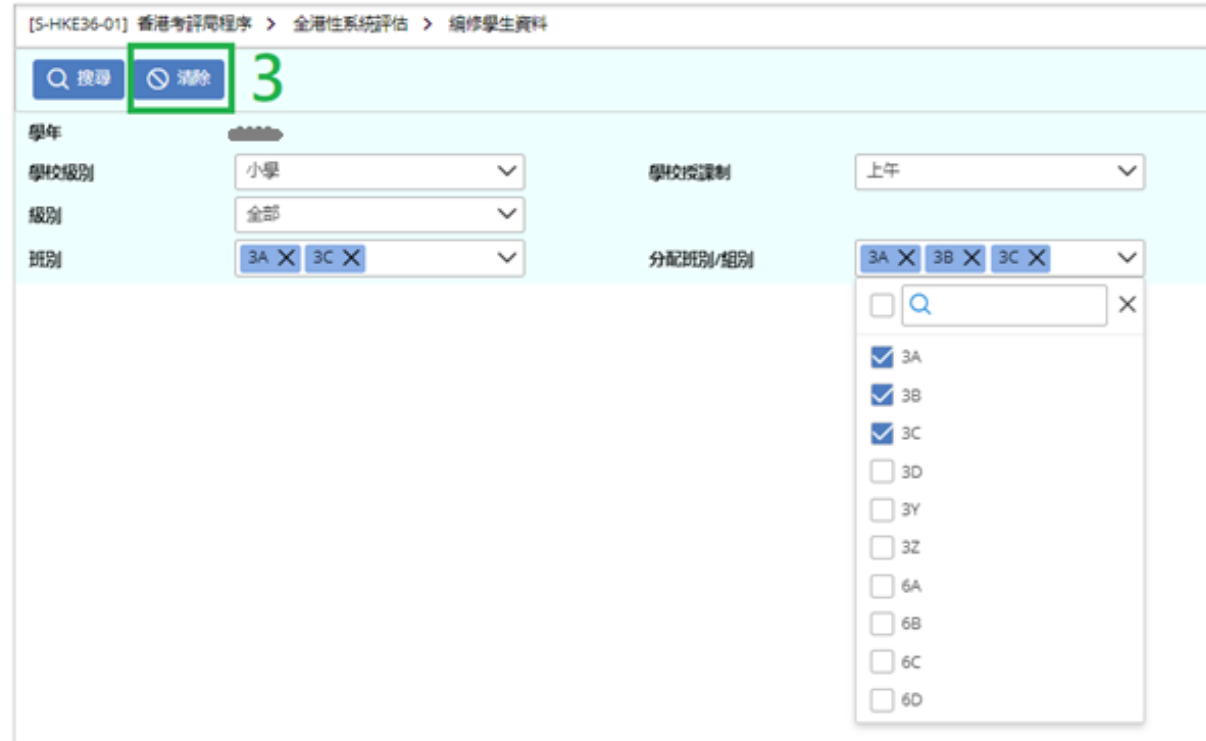 [S-HKE36-01] 香港考評局程序 > 全港性系統評估 > 編修學生資料
搜尋 清除 3
學年
學校級別 小學 學校授課制 上午
級別 全部
班別 3A 3C 分配班別/組別 3A 3B 3C
3A
3B
3C
3D
3Y
3Z
6A
6B
6C
6D